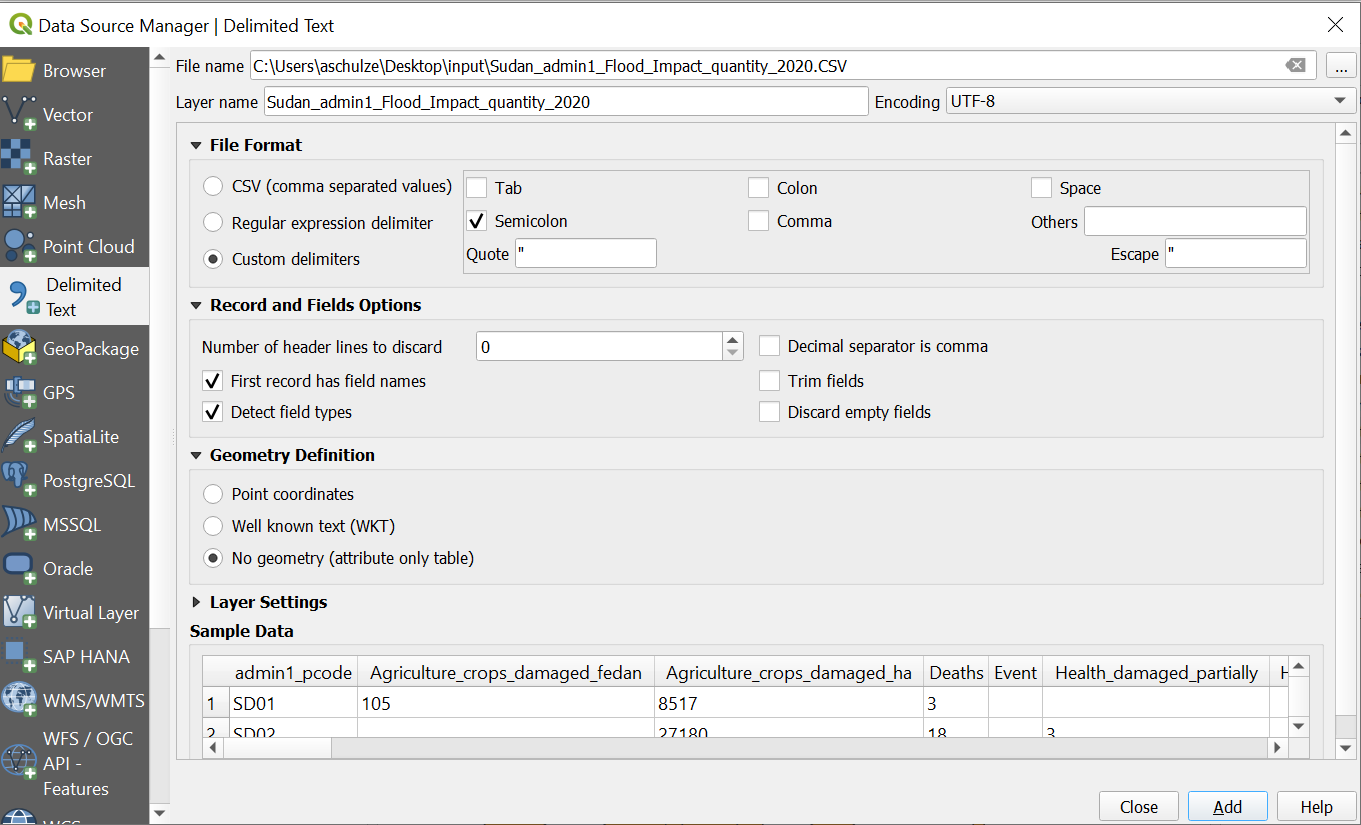 Data Source Manager | Delimited Text
Browser
Vector
Raster
Mesh
Point Cloud
Delimited
Text
GeoPackage
GPS
SpatiaLite
PostgreSQL
MSSQL
Oracle
Virtual Layer
SAP HANA
WMS/WMTS
WFS / OGC
API -
Features
WCS
File name C:\Users\aschulze\Desktop\input\Sudan_admin1_Flood_Impact_quantity_2020.CSV ...
Layer name Sudan_admin1_Flood_Impact_quantity_2020 Encoding UTF-8
File Format
CSV (comma separated values) Tab Colon Space
Regular expression delimiter Semicolon Comma Others
Custom delimiters Quote " Escape "
Record and Fields Options
Number of header lines to discard 0 Decimal separator is comma
First record has field names Trim fields
Detect field types Discard empty fields
Geometry Definition
Point coordinates
Well known text (WKT)
No geometry (attribute only table)
Layer Settings
Sample Data
admin1_pcode Agriculture_crops_damaged_fedan Agriculture_crops_damaged_ha Deaths Event Health_damaged_partially
1 SD01 105 8517 3
2 SD02 27180 18 3
Close Add Help